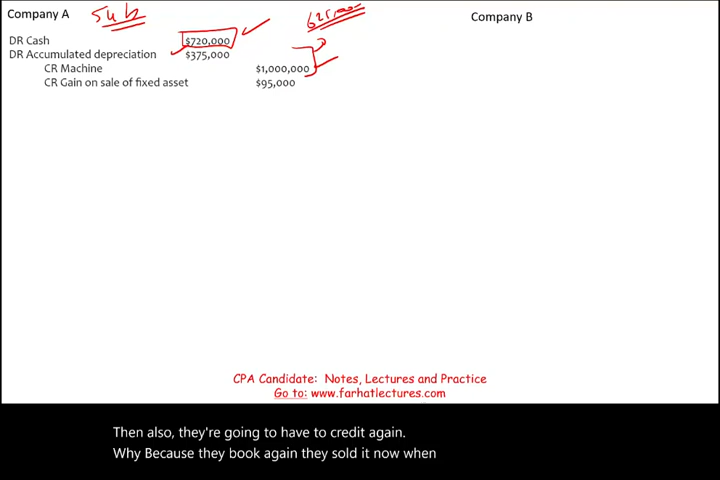 Company A
Sub
625,000
Company B
DR Cash $720,000
DR Accumulated depreciation $375,000
CR Machine $1,000,000
CR Gain on sale of fixed asset $95,000
CPA Candidate: Notes, Lectures and Practice
Go to: www.farhatlectures.com
Then also, they're going to have to credit again.
Why Because they book again they sold it now when